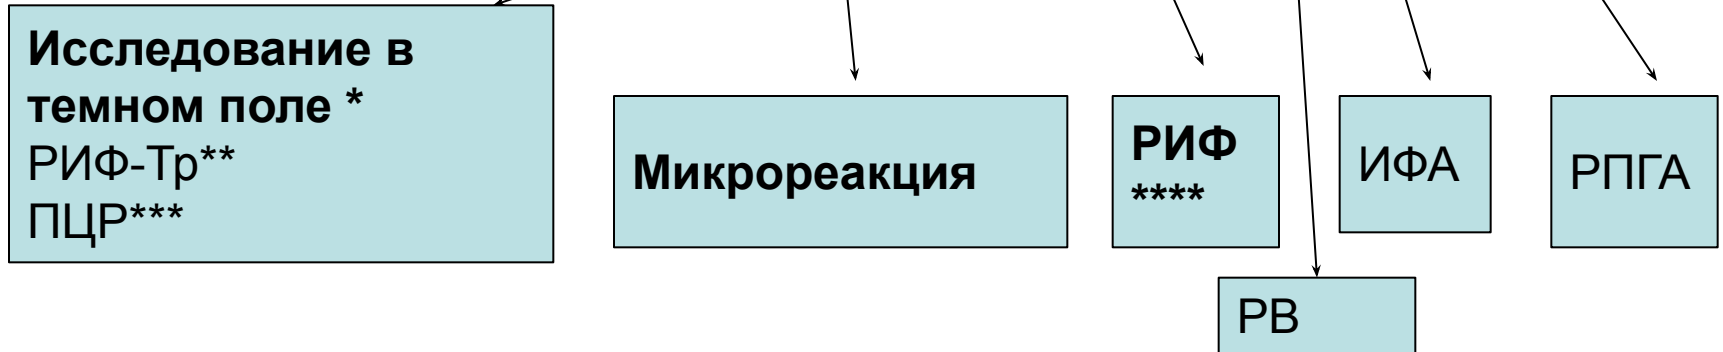 Исследование в
темном поле *
РИФ-Тр**
ПЦР***
Микрореакция
РИФ
****
ИФА
РПГА
РВ